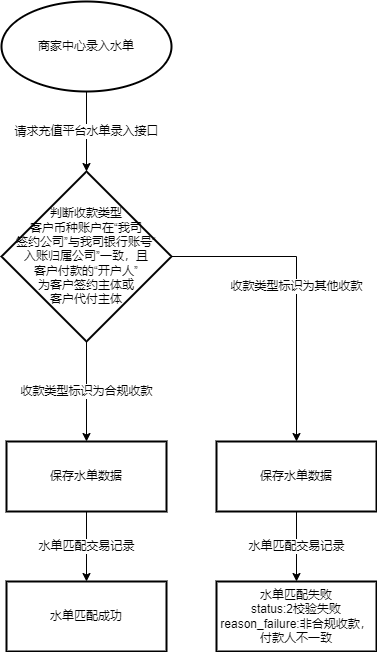 商家中心录入水单
请求充值平台水单录入接口
判断收款类型
客户币种账户在“我司
签约公司”与我司银行账号
入账归属公司”一致，且
客户付款的“开户人”
为客户签约主体或
客户代付主体
收款类型标识为其他收款
收款类型标识为合规收款
保存水单数据
保存水单数据
水单匹配交易记录
水单匹配交易记录
水单匹配成功
水单匹配失败
status:2校验失败
reason_failure:非合规收款，
付款人不一致